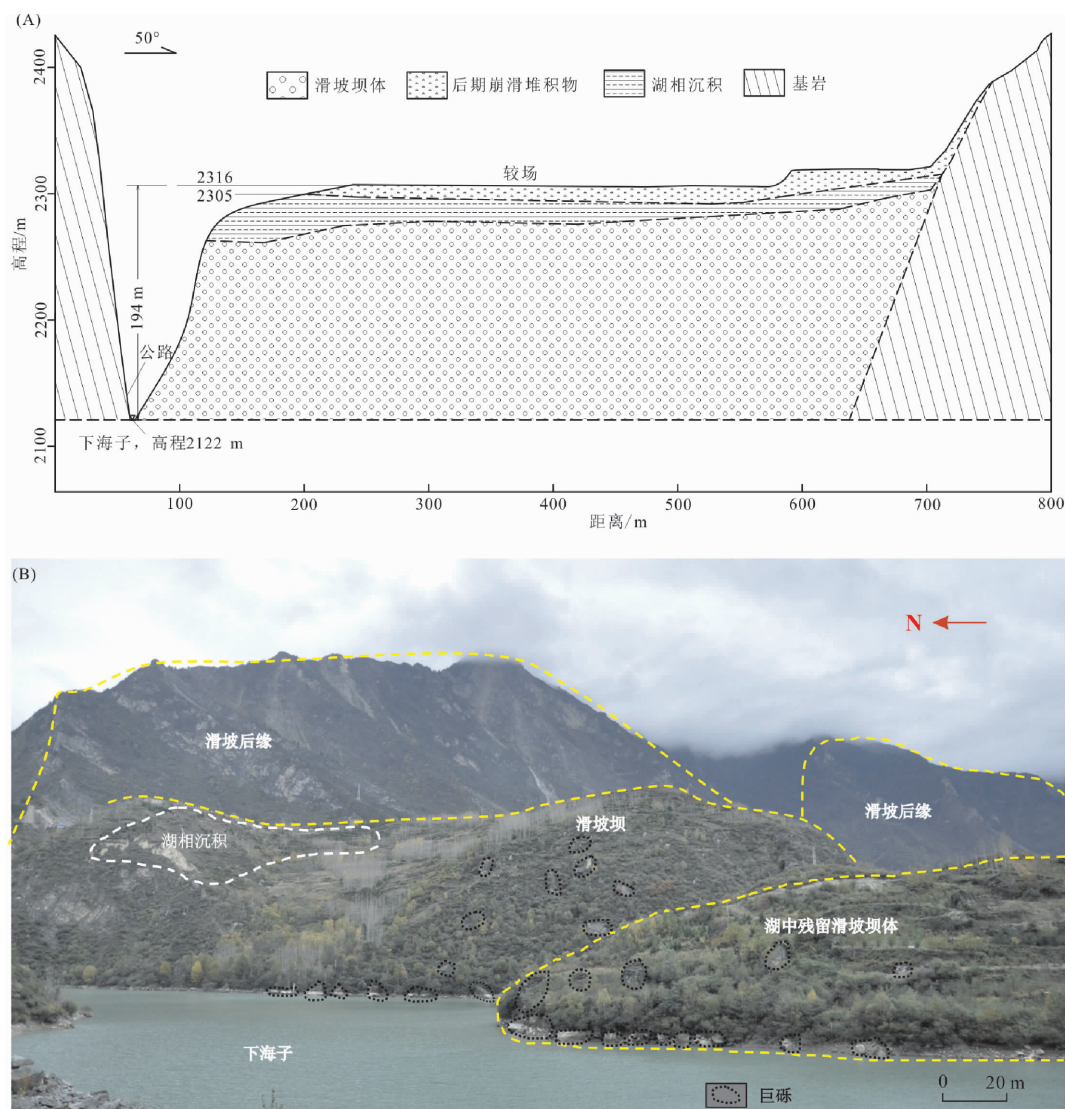 (A)
50°
滑坡坝体
后期崩滑堆积物
湖相沉积
基岩
2400
2300
2200
2100
高程/m
2316
2305
较场
194 m
公路
下海子，高程2122 m
100
200
300
400
500
600
700
800
距离/m
(B)
N
滑坡后缘
滑坡后缘
湖相沉积
滑坡坝
湖中残留滑坡坝体
下海子
巨砾
0 20 m